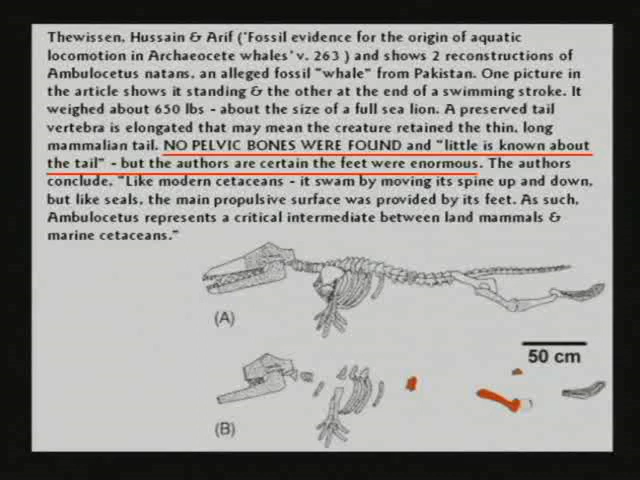 Thewissen, Hussain & Arif ('Fossil evidence for the origin of aquatic
locomotion in Archaeocete whales' v. 263 ) and shows 2 reconstructions of
Ambulocetus natans, an alleged fossil "whale" from Pakistan. One picture in
the article shows it standing & the other at the end of a swimming stroke. It
weighed about 650 lbs - about the size of a full sea lion. A preserved tail
vertebra is elongated that may mean the creature retained the thin, long
mammalian tail. NO PELVIC BONES WERE FOUND and "little is known about
the tail" - but the authors are certain the feet were enormous. The authors
conclude, "Like modern cetaceans - it swam by moving its spine up and down,
but like seals, the main propulsive surface was provided by its feet. As such,
Ambulocetus represents a critical intermediate between land mammals &
marine cetaceans."
(A)
50 cm
(B)